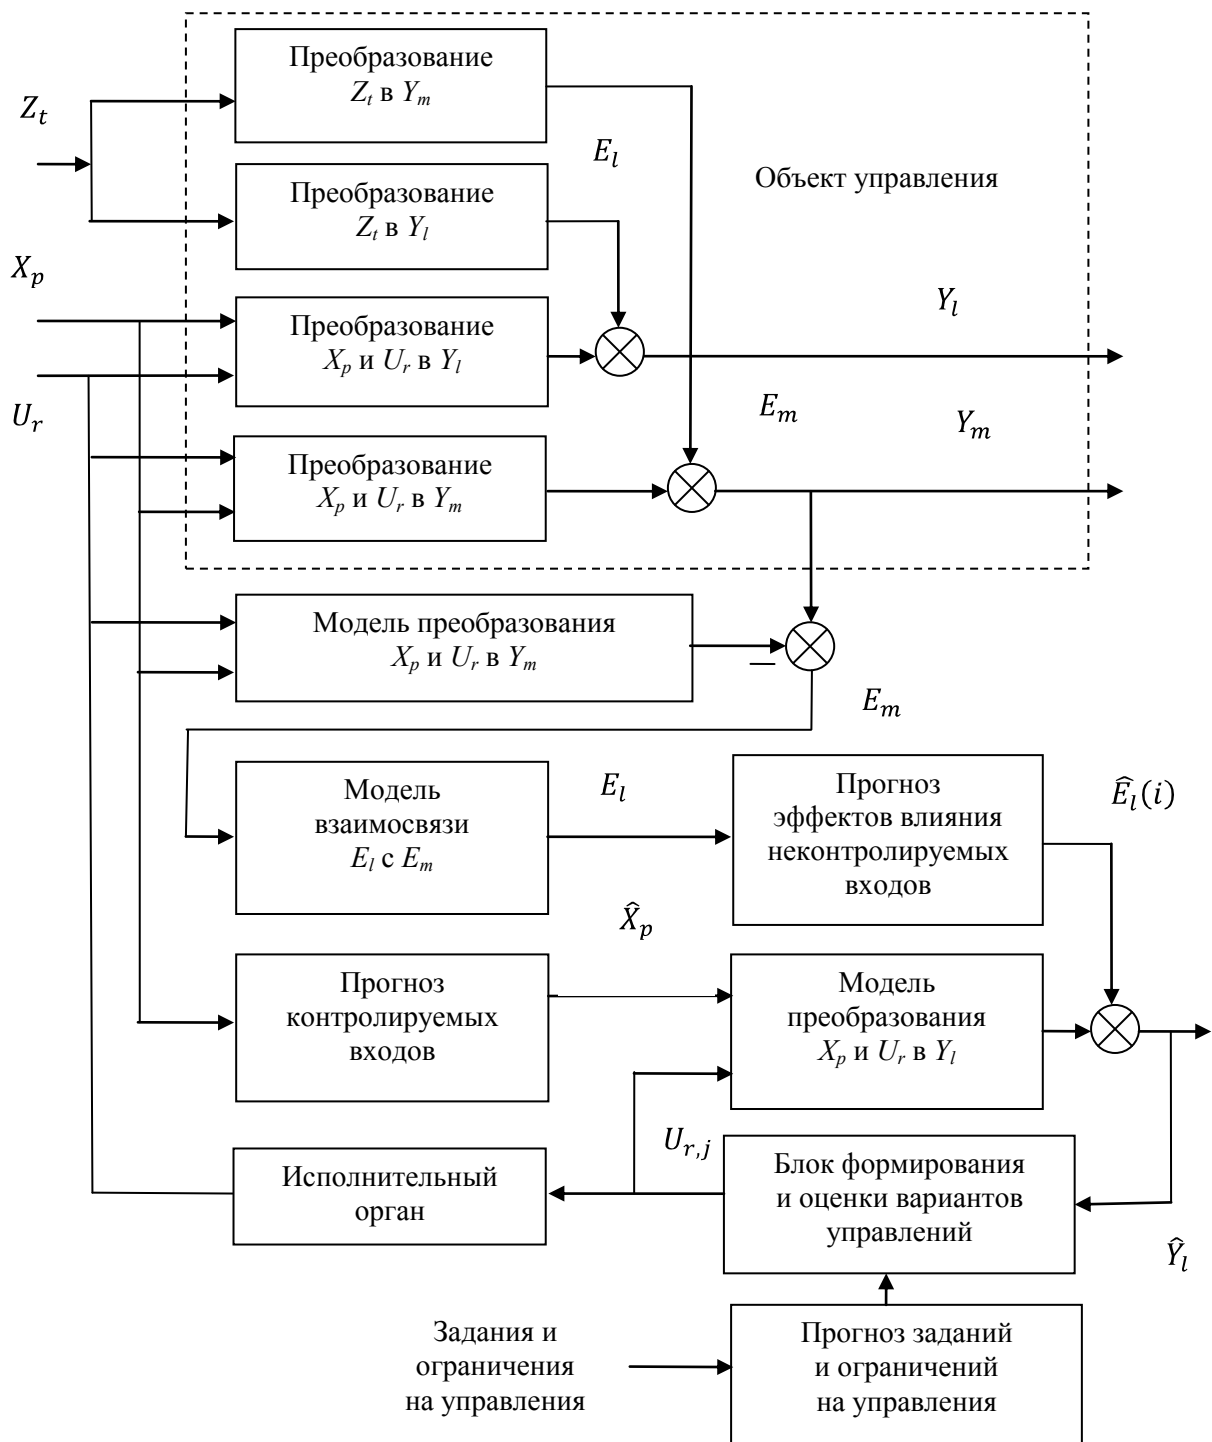 Преобразование
Z_t в Y_m
Z_t
E_l
Преобразование
Z_t в Y_l
Объект управления
X_p
Преобразование
X_p и U_r в Y_l
Y_l
U_r
E_m
Y_m
Преобразование
X_p и U_r в Y_m
Модель преобразования
X_p и U_r в Y_m
—
E_m
Модель
взаимосвязи
E_l с E_m
E_l
Прогноз
эффектов влияния
неконтролируемых
входов
Ê_l(i)
X̂_p
Прогноз
контролируемых
входов
Модель
преобразования
X_p и U_r в Y_l
U_{r,j}
Исполнительный
орган
Блок формирования
и оценки вариантов
управлений
Ŷ_l
Задания и
ограничения
на управления
Прогноз заданий
и ограничений
на управления